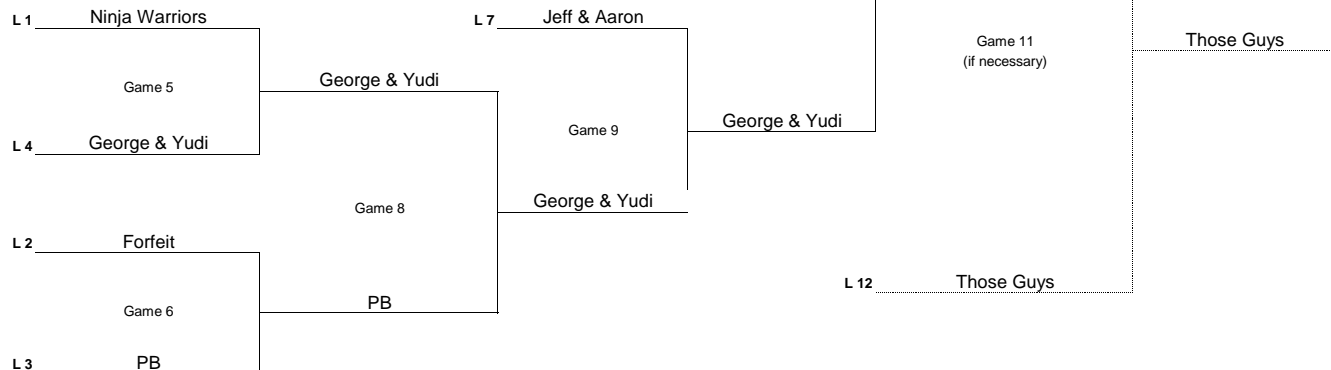 L 1 Ninja Warriors
L 7 Jeff & Aaron
Game 11
(if necessary)
Those Guys
Game 5
George & Yudi
Game 9
George & Yudi
L 4 George & Yudi
Game 8
George & Yudi
L 2 Forfeit
L 12 Those Guys
Game 6
PB
L 3 PB